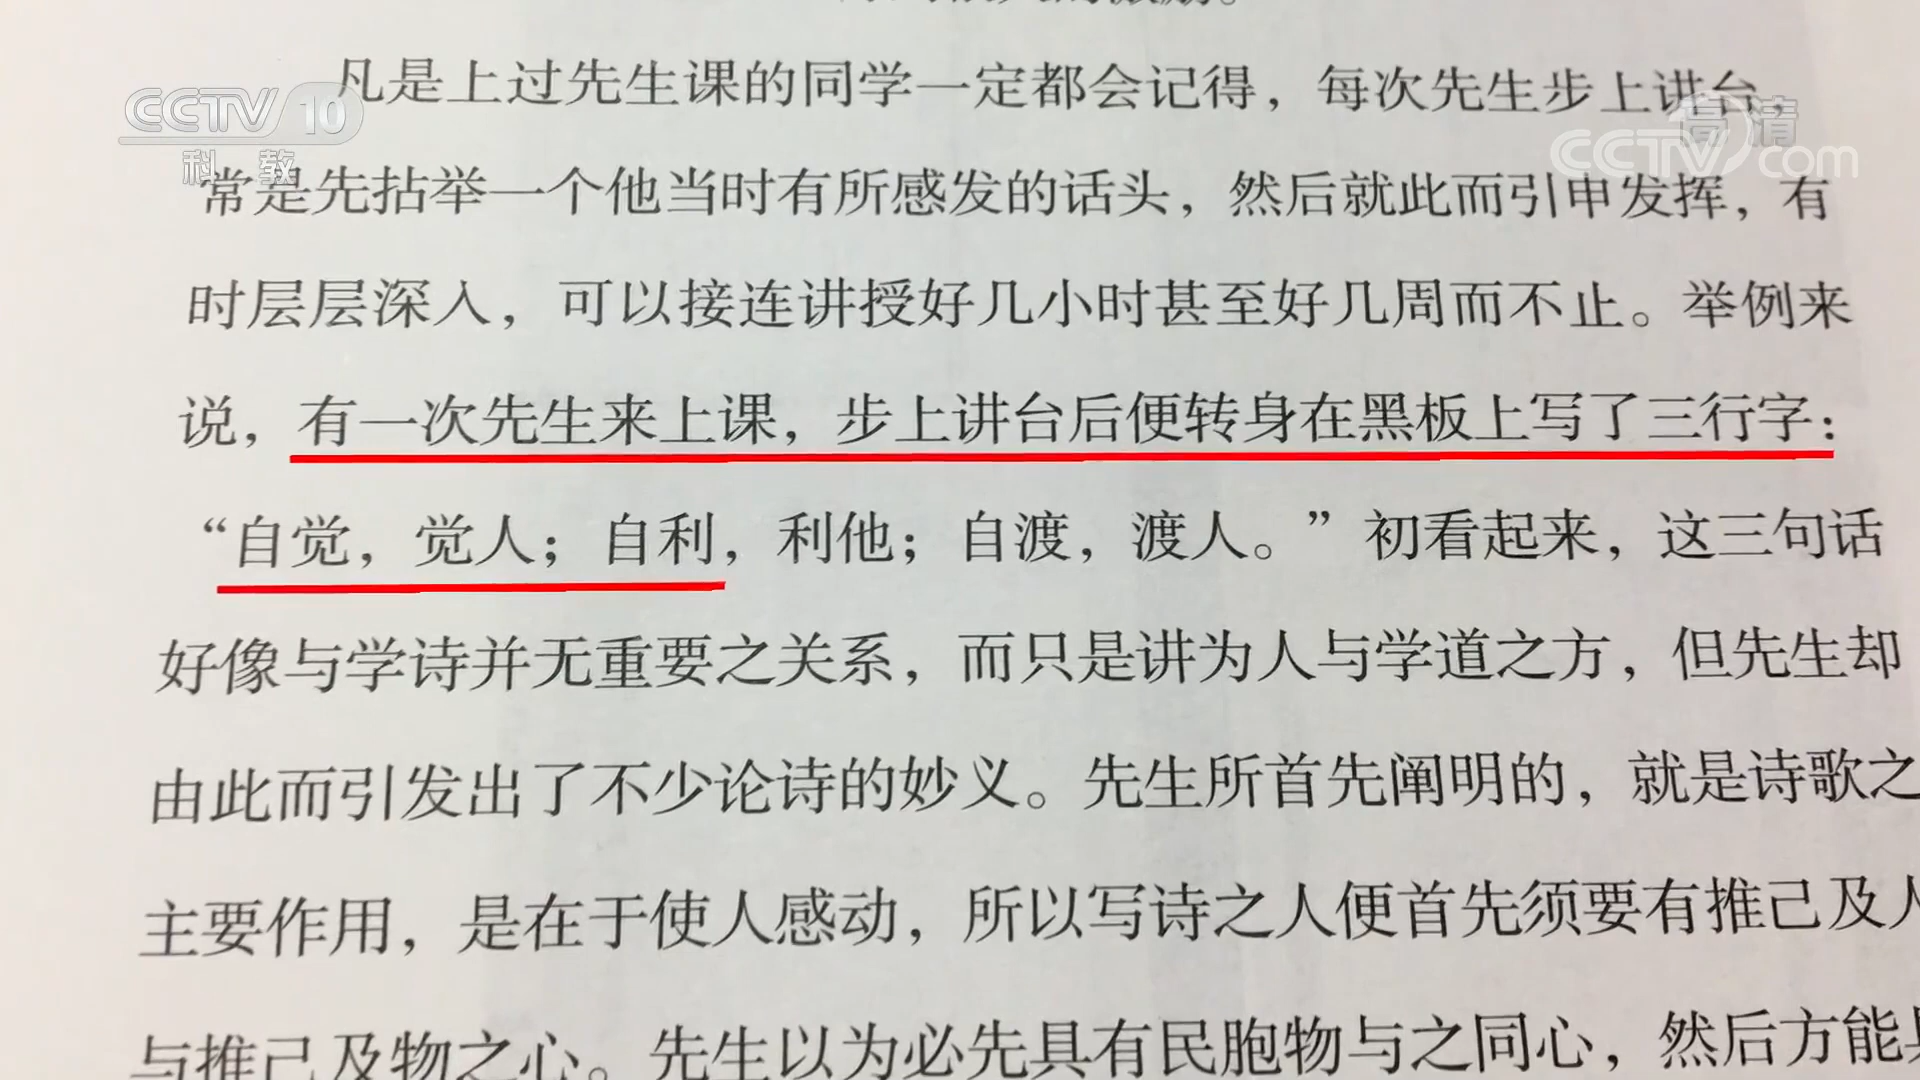 凡是上过先生课的同学一定都会记得，每次先生步上讲台，
常是先拈举一个他当时有所感发的话头，然后就此而引申发挥，有
时层层深入，可以接连讲授好几小时甚至好几周而不止。举例来
说，有一次先生来上课，步上讲台后便转身在黑板上写了三行字：
“自觉，觉人；自利，利他；自渡，渡人。”初看起来，这三句话
好像与学诗并无重要之关系，而只是讲为人与学道之方，但先生却
由此而引发出了不少论诗的妙义。先生所首先阐明的，就是诗歌之
主要作用，是在于使人感动，所以写诗之人便首先须要有推己及人
与推己及物之心。先生以为必先具有民胞物与之同心，然后方能具
CCTV 10
科教
高清
CCTV.com